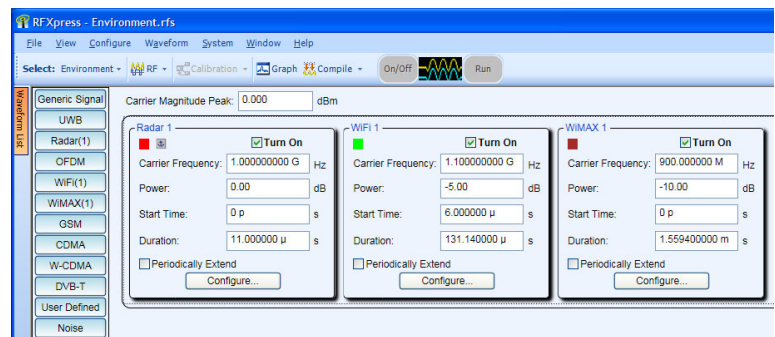 RFXpress - Environment.rfs
File View Configure Waveform System Window Help
Select: Environment RF Calibration Graph Compile On/Off Run
Waveform List
Generic Signal
UWB
Radar(1)
OFDM
WiFi(1)
WiMAX(1)
GSM
CDMA
W-CDMA
DVB-T
User Defined
Noise
Carrier Magnitude Peak: 0.000 dBm
Radar 1
Turn On
Carrier Frequency: 1.000000000 G Hz
Power: 0.00 dB
Start Time: 0 p s
Duration: 11.000000 µ s
Periodically Extend
Configure...
WiFi 1
Turn On
Carrier Frequency: 1.100000000 G Hz
Power: -5.00 dB
Start Time: 6.000000 µ s
Duration: 131.140000 µ s
Periodically Extend
Configure...
WiMAX 1
Turn On
Carrier Frequency: 900.000000 M Hz
Power: -10.00 dB
Start Time: 0 p s
Duration: 1.559400000 m s
Periodically Extend
Configure...